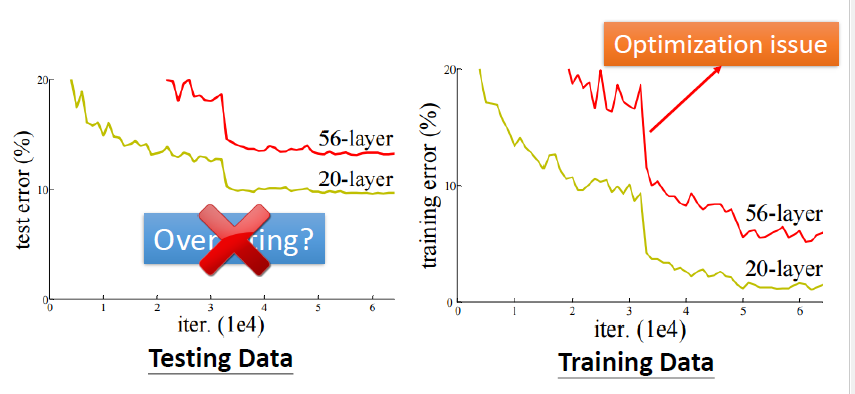 Optimization issue
20
10
0
test error (%)
56-layer
20-layer
ting?
0 1 2 3 4 5 6
iter. (1e4)
Testing Data
20
10
0
training error (%)
56-layer
20-layer
0 1 2 3 4 5 6
iter. (1e4)
Training Data